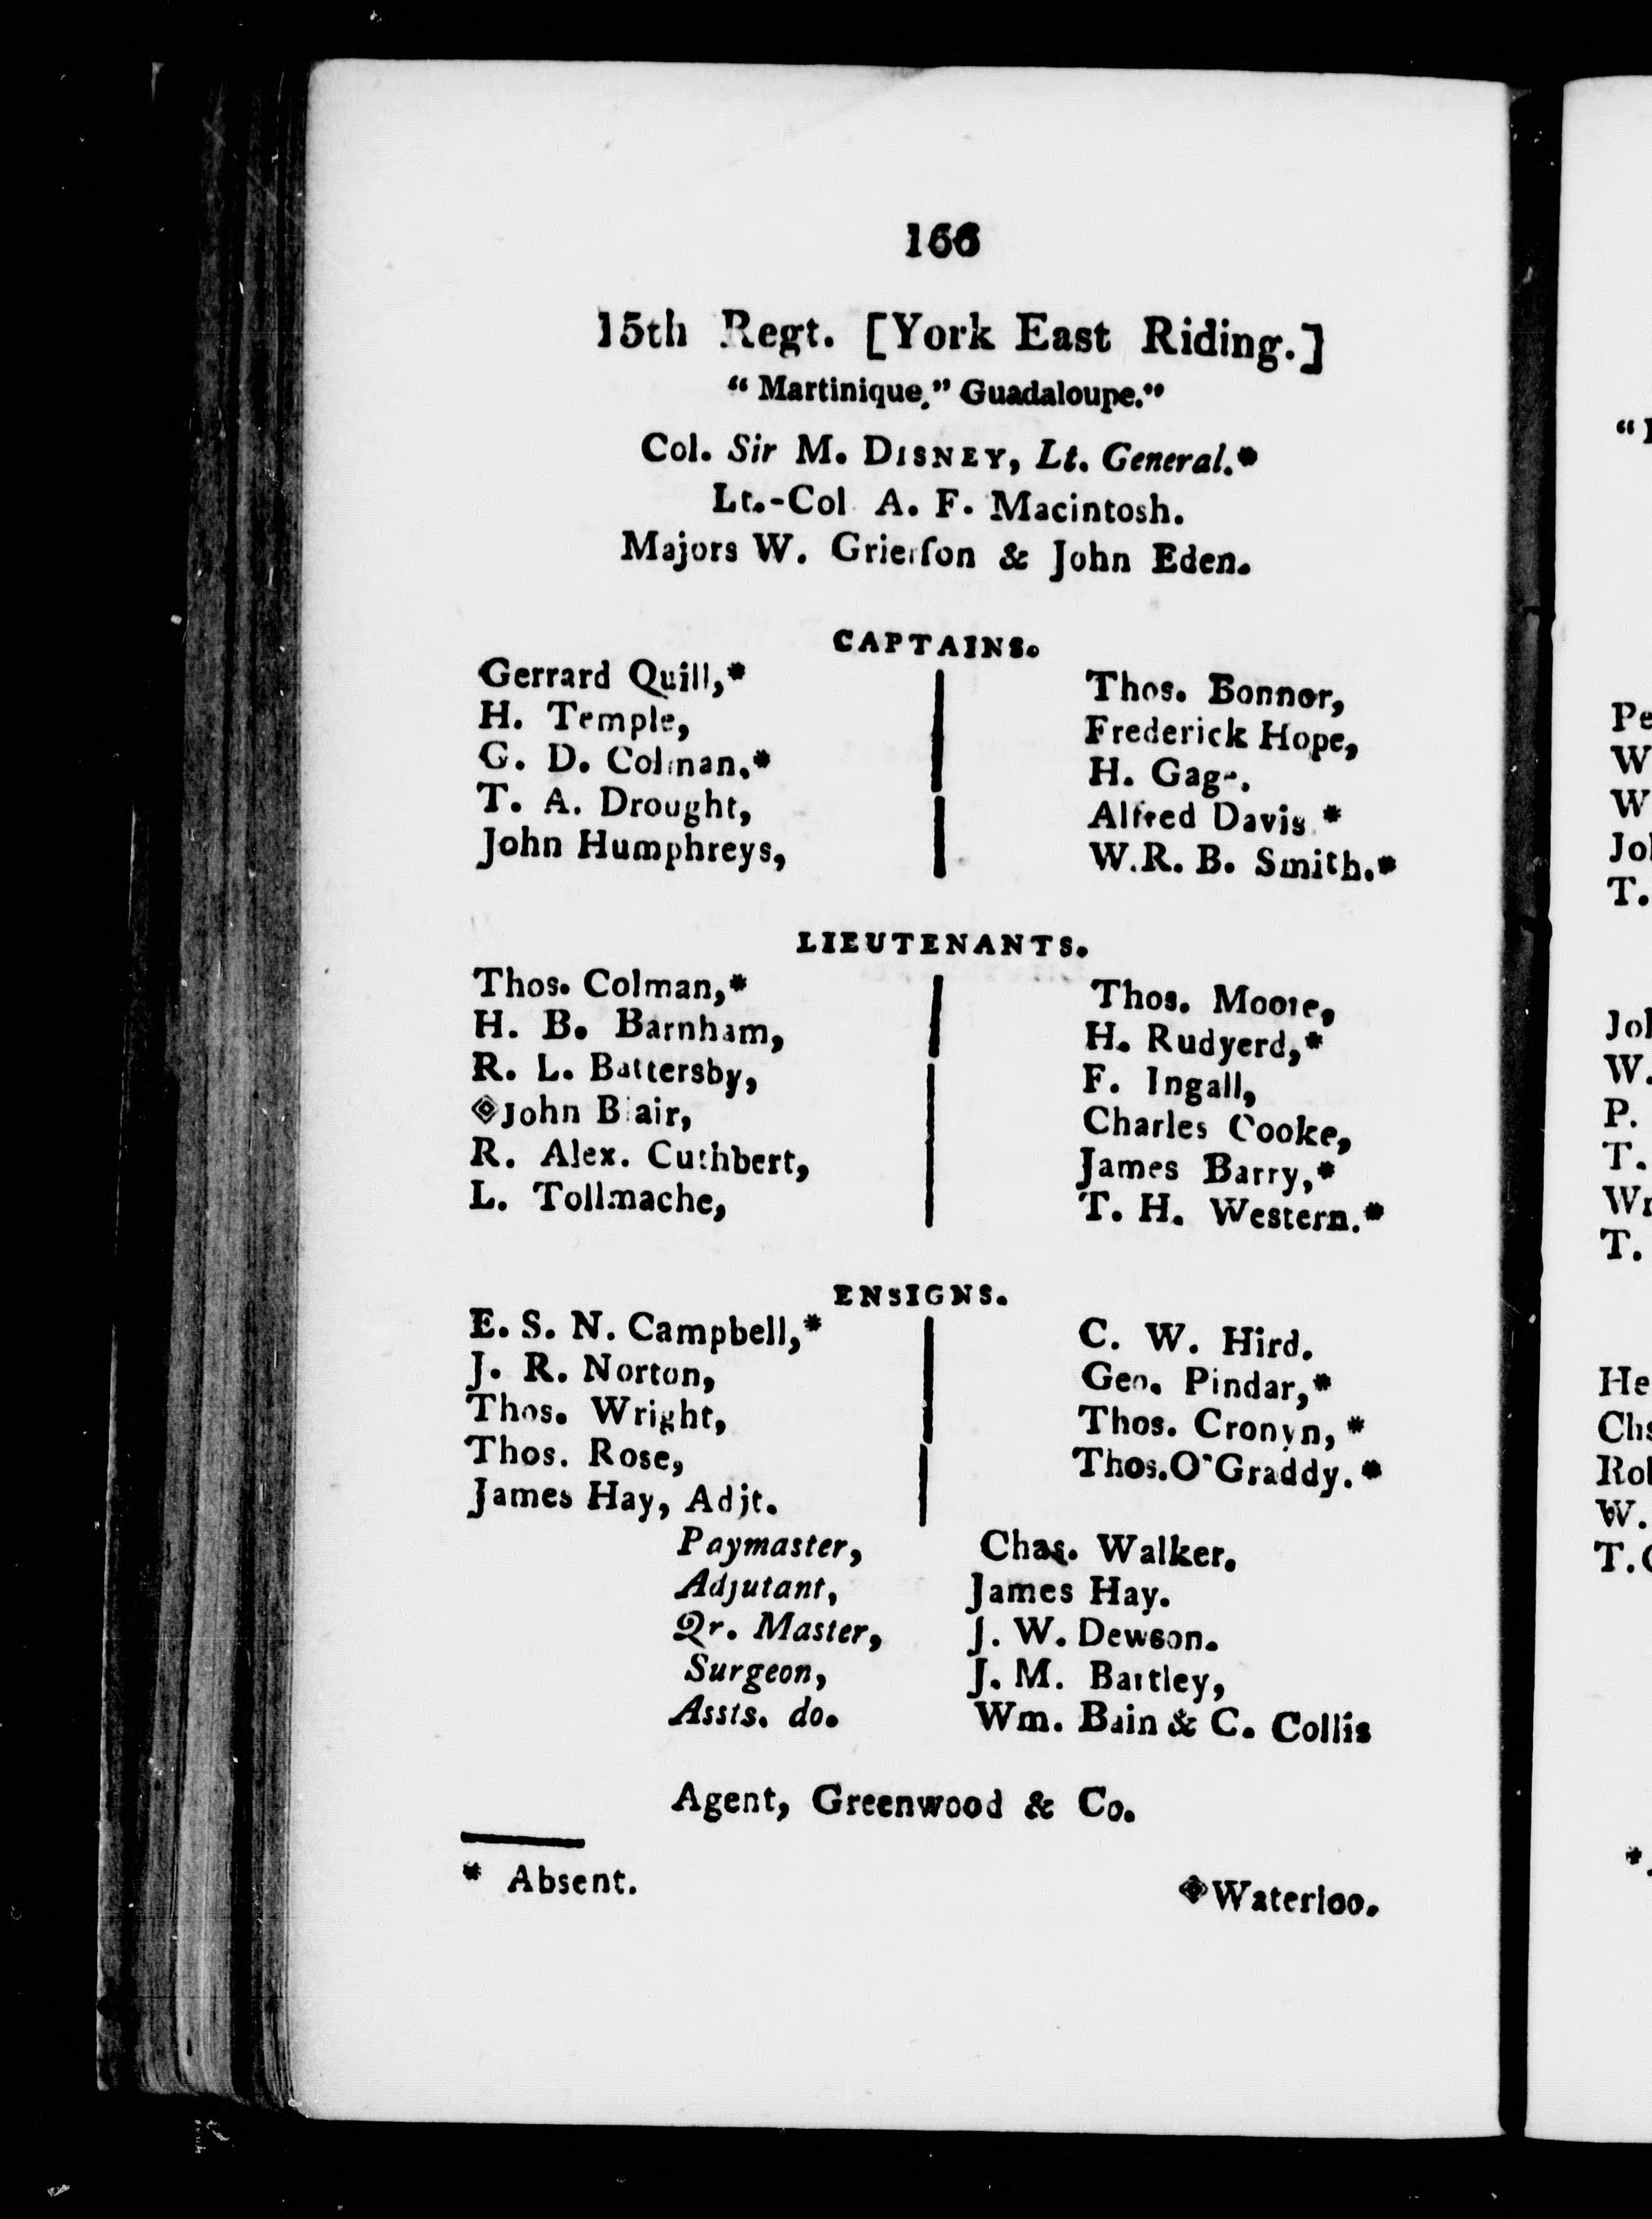 166
15th Regt. [York East Riding.]
“ Martinique.” Guadaloupe.”
Col. Sir M. DISNEY, Lt. General.*
Lt.-Col A. F. Macintosh.
Majors W. Grierſon & John Eden.
CAPTAINS.
Gerrard Quill,*
H. Temple,
G. D. Colman.*
T. A. Drought,
John Humphreys,
Thos. Bonnor,
Frederick Hope,
H. Gage,
Alfred Davis *
W.R. B. Smith.*
LIEUTENANTS.
Thos. Colman,*
H. B. Barnham,
R. L. Battersby,
◈John Blair,
R. Alex. Cuthbert,
L. Tollmache,
Thos. Moore,
H. Rudyerd,*
F. Ingall,
Charles Cooke,
James Barry,*
T. H. Western.*
ENSIGNS.
E. S. N. Campbell,*
J. R. Norton,
Thos. Wright,
Thos. Rose,
James Hay, Adjt.
C. W. Hird.
Geo. Pindar,*
Thos. Cronyn, *
Thos.O'Graddy. *
Paymaster, Chas. Walker.
Adjutant, James Hay.
Qr. Master, J. W. Dewson.
Surgeon, J. M. Bartley,
Assts. do. Wm. Bain & C. Collis
Agent, Greenwood & Co.
* Absent.
◈Waterloo.